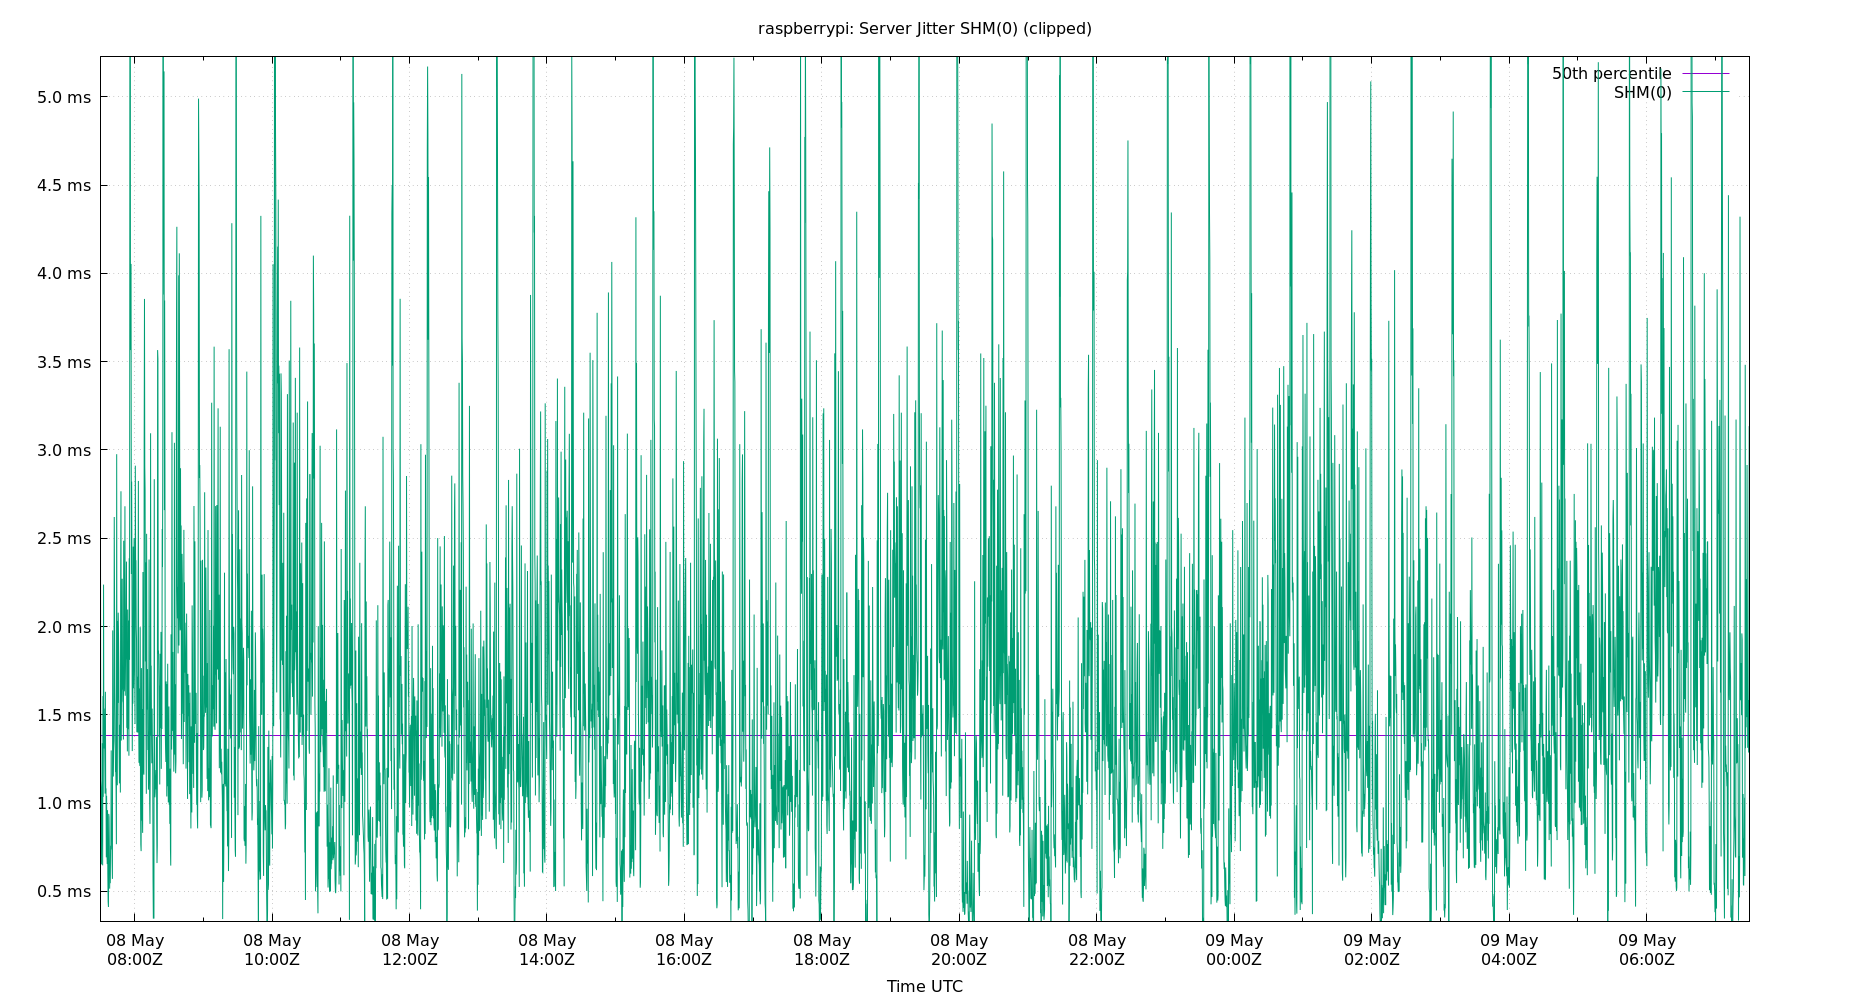 raspberrypi: Server Jitter SHM(0) (clipped)
50th percentile
SHM(0)
5.0 ms
4.5 ms
4.0 ms
3.5 ms
3.0 ms
2.5 ms
2.0 ms
1.5 ms
1.0 ms
0.5 ms
08 May 08 May 08 May 08 May 08 May 08 May 08 May 08 May 09 May 09 May 09 May 09 May
08:00Z 10:00Z 12:00Z 14:00Z 16:00Z 18:00Z 20:00Z 22:00Z 00:00Z 02:00Z 04:00Z 06:00Z
Time UTC